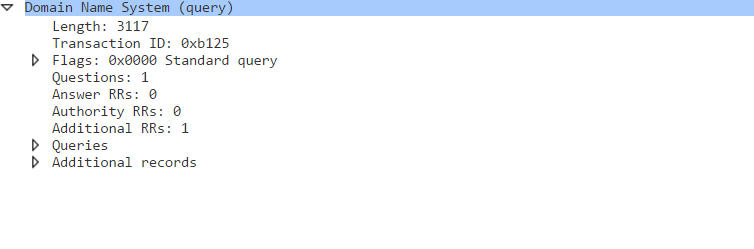 Domain Name System (query)
Length: 3117
Transaction ID: 0xb125
Flags: 0x0000 Standard query
Questions: 1
Answer RRs: 0
Authority RRs: 0
Additional RRs: 1
Queries
Additional records